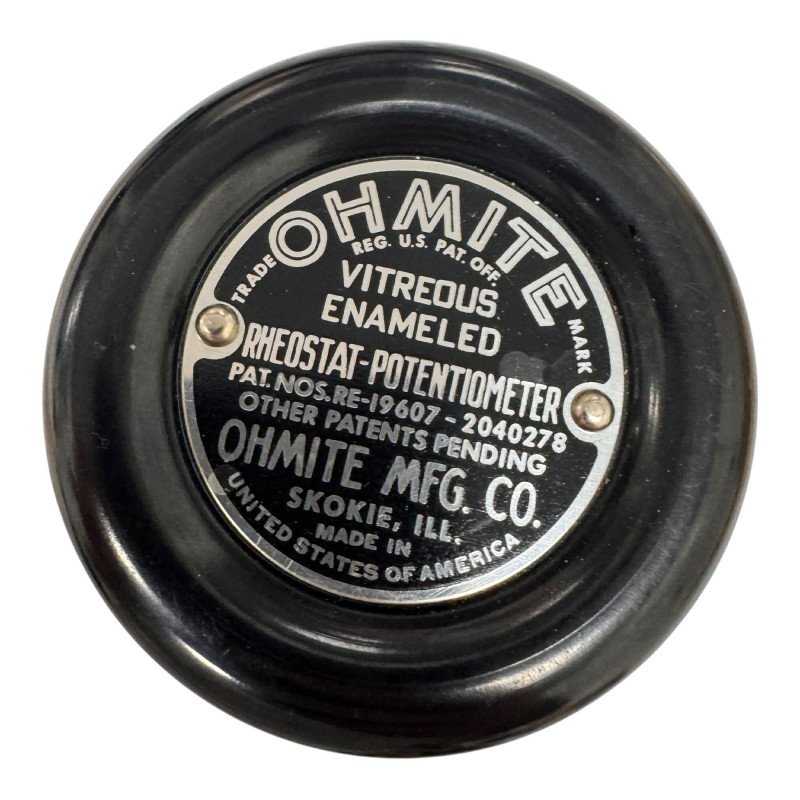 OHMITE
TRADE MARK
REG. U.S. PAT. OFF.
VITREOUS
ENAMELED
RHEOSTAT-POTENTIOMETER
PAT. NOS. RE-19607-2040278
OTHER PATENTS PENDING
OHMITE MFG. CO.
SKOKIE, ILL.
MADE IN
UNITED STATES OF AMERICA